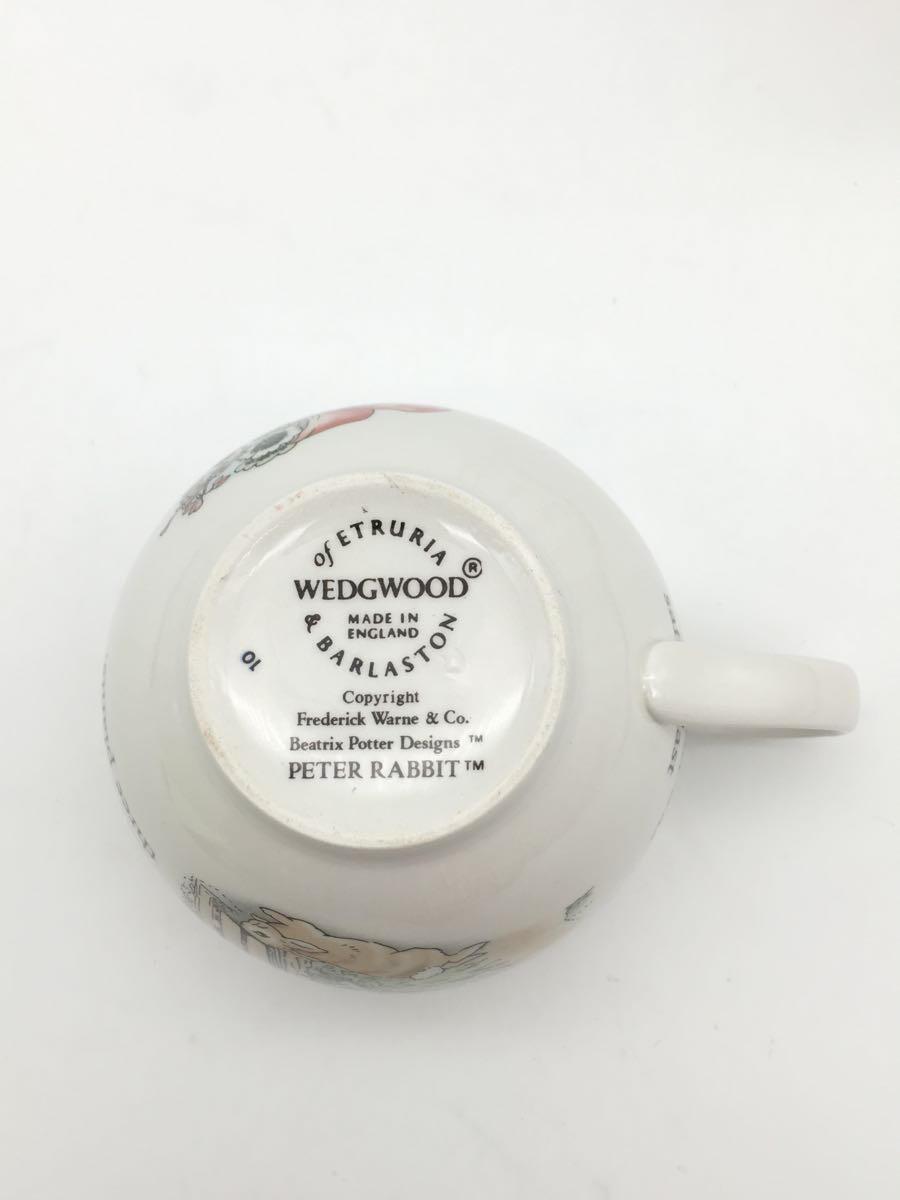 of ETRURIA
WEDGWOOD®
MADE IN
ENGLAND
& BARLASTON
10
Copyright
Frederick Warne & Co.
Beatrix Potter Designs ™
PETER RABBIT™